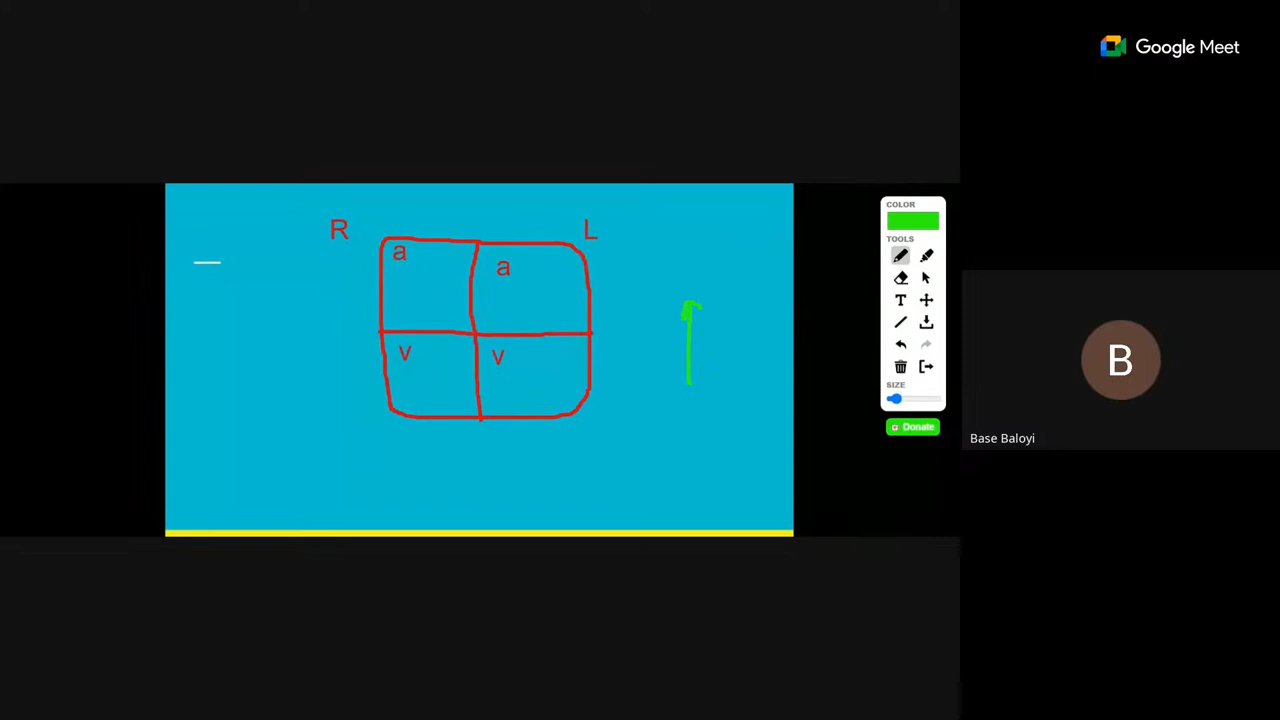 Google Meet
R
L
a
a
v
v
COLOR
TOOLS
T
SIZE
Donate
B
Base Baloyi